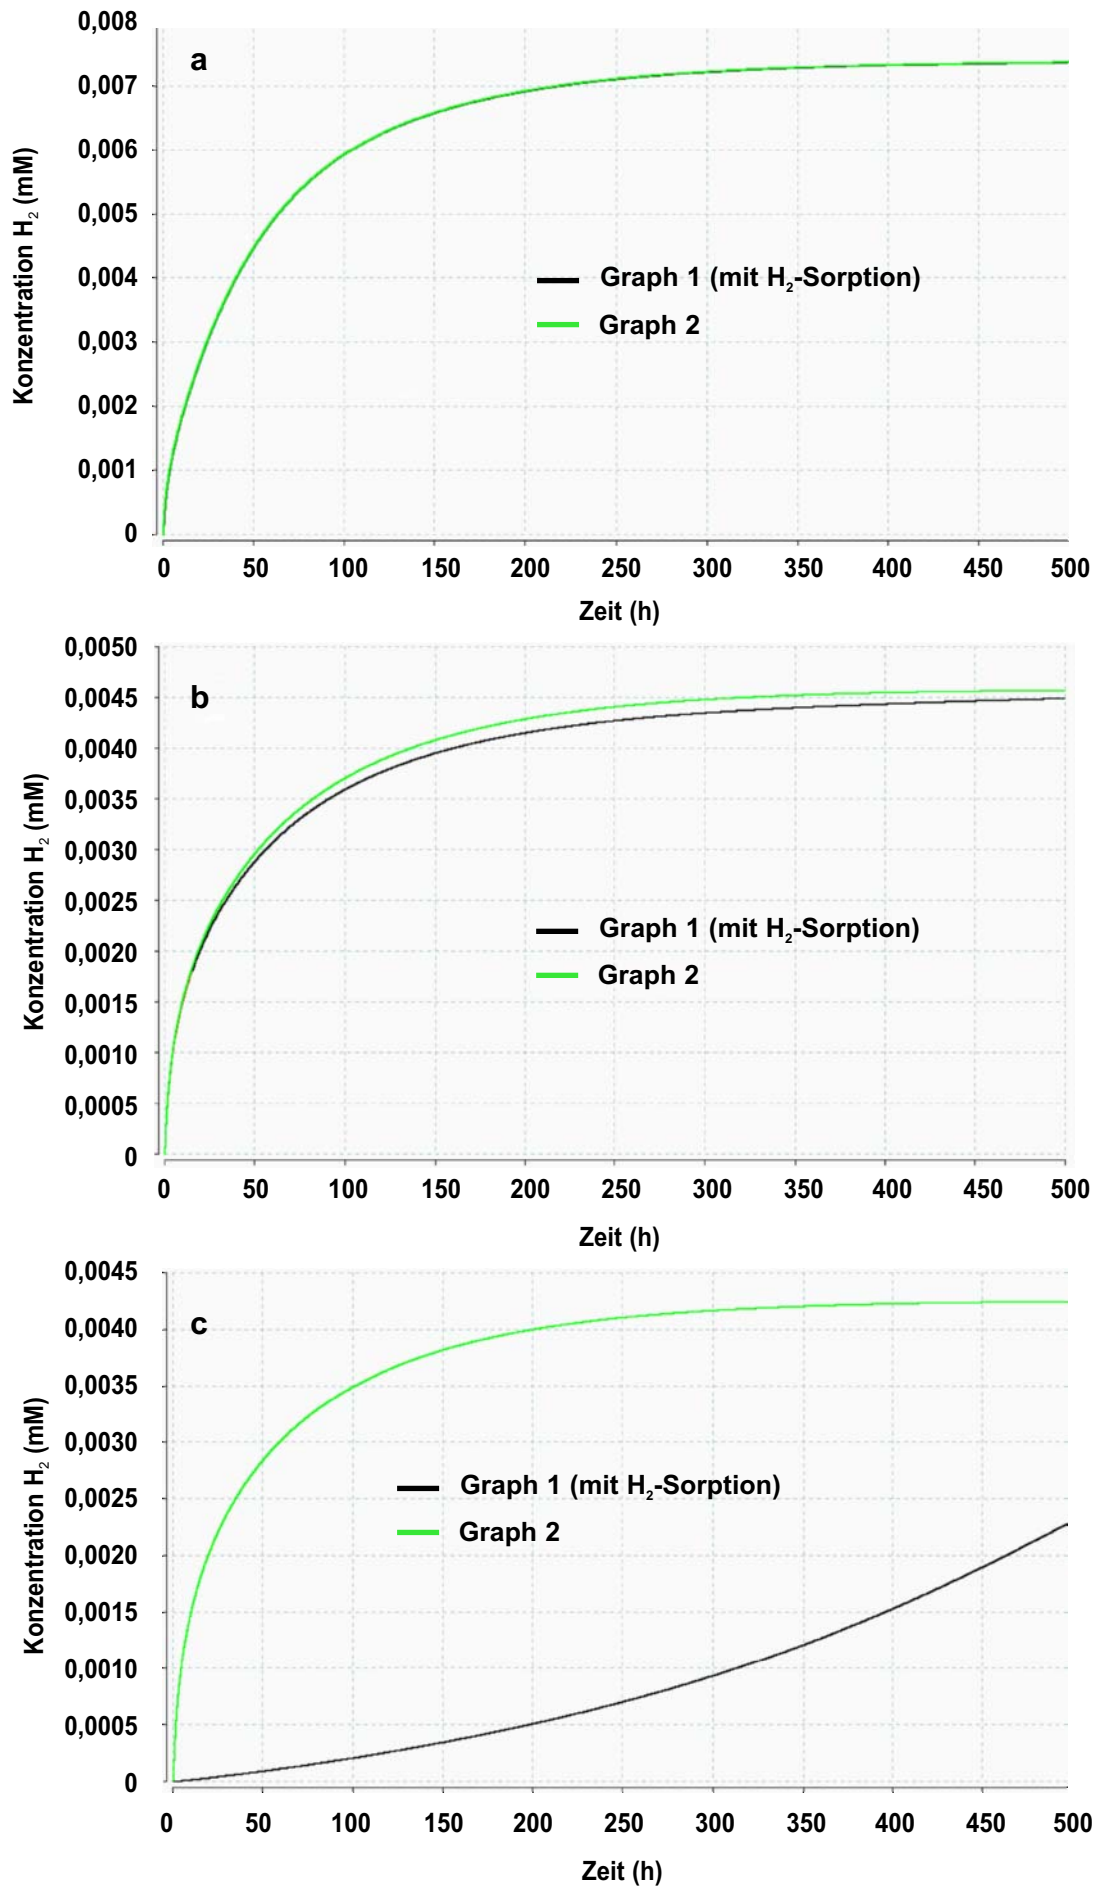 0,008
a
0,007
0,006
0,005
0,004
0,003
0,002
0,001
0
Konzentration H₂ (mM)
Graph 1 (mit H₂-Sorption)
Graph 2
0 50 100 150 200 250 300 350 400 450 500
Zeit (h)
0,0050
b
0,0045
0,0040
0,0035
0,0030
0,0025
0,0020
0,0015
0,0010
0,0005
0
Konzentration H₂ (mM)
Graph 1 (mit H₂-Sorption)
Graph 2
0 50 100 150 200 250 300 350 400 450 500
Zeit (h)
0,0045
c
0,0040
0,0035
0,0030
0,0025
0,0020
0,0015
0,0010
0,0005
0
Konzentration H₂ (mM)
Graph 1 (mit H₂-Sorption)
Graph 2
0 50 100 150 200 250 300 350 400 450 500
Zeit (h)